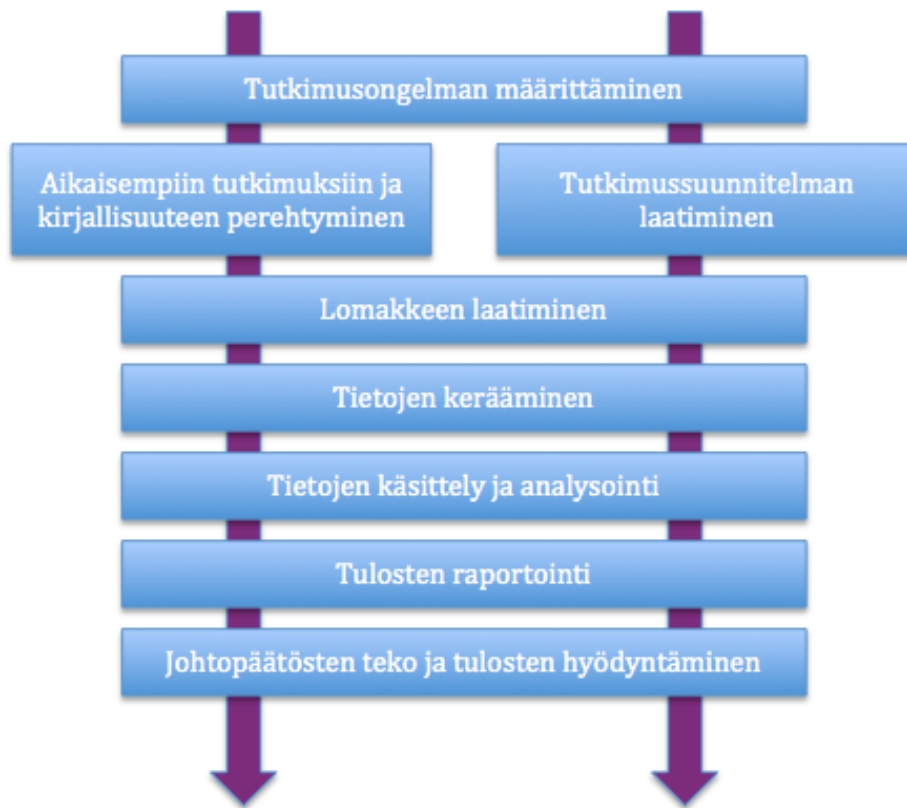 Tutkimusongelman määrittäminen
Aikaisempiin tutkimuksiin ja
kirjallisuuteen perehtyminen
Tutkimussuunnitelman
laatiminen
Lomakkeen laatiminen
Tietojen kerääminen
Tietojen käsittely ja analysointi
Tulosten raportointi
Johtopäätösten teko ja tulosten hyödyntäminen